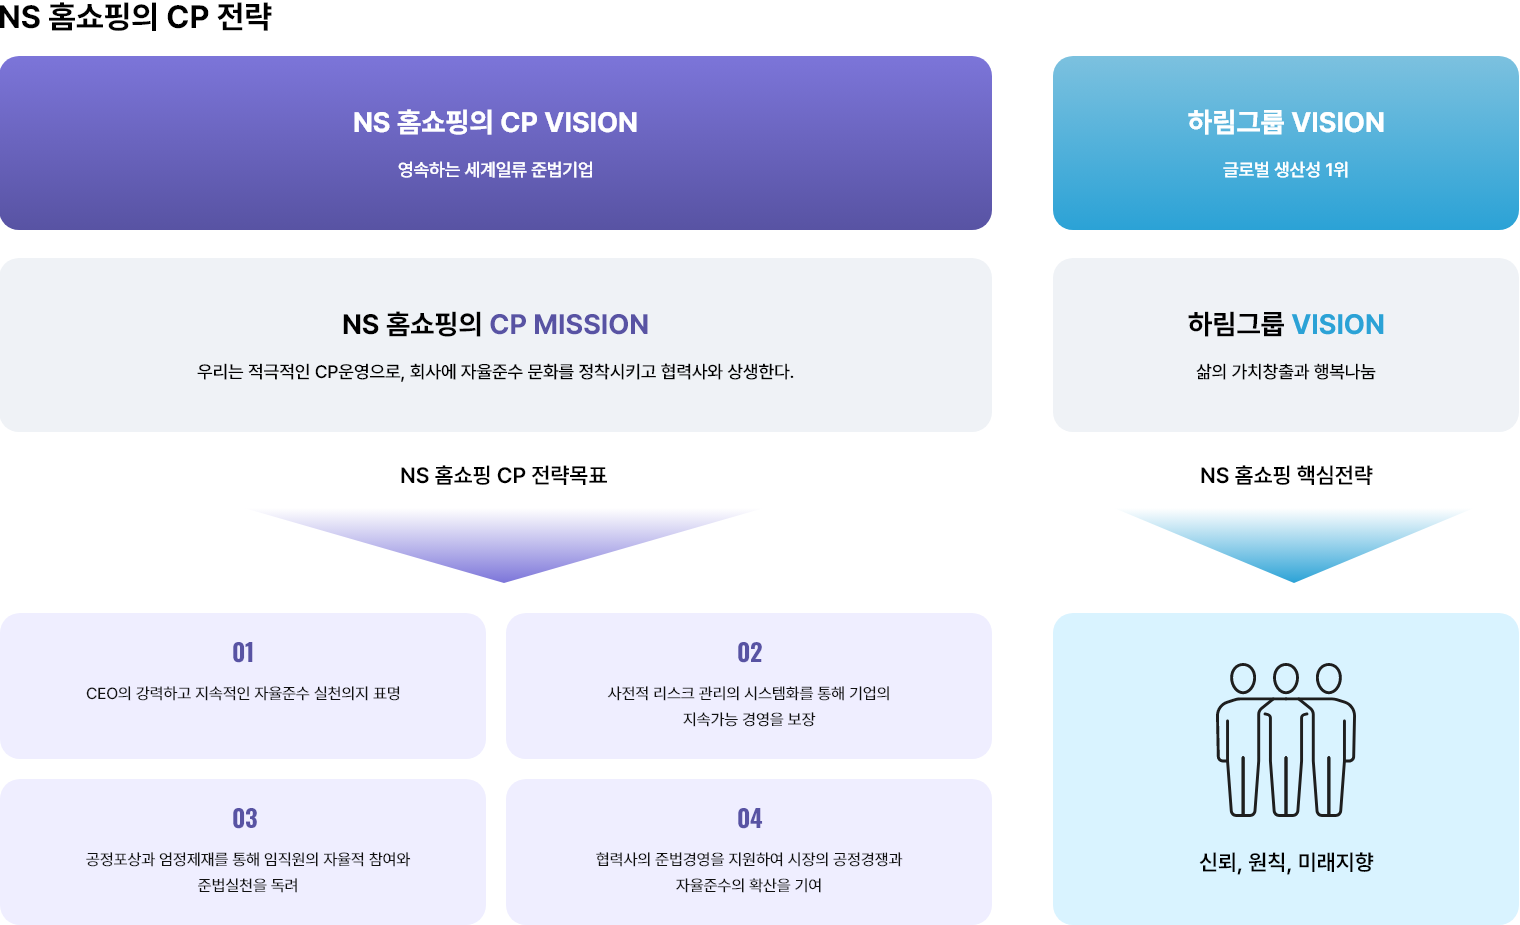 NS 홈쇼핑의 CP 전략
NS 홈쇼핑의 CP VISION
영속하는 세계일류 준법기업
하림그룹 VISION
글로벌 생산성 1위
NS 홈쇼핑의 CP MISSION
우리는 적극적인 CP운영으로, 회사에 자율준수 문화를 정착시키고 협력사와 상생한다.
하림그룹 VISION
삶의 가치창출과 행복나눔
NS 홈쇼핑 CP 전략목표
NS 홈쇼핑 핵심전략
01
CEO의 강력하고 지속적인 자율준수 실천의지 표명
02
사전적 리스크 관리의 시스템화를 통해 기업의
지속가능 경영을 보장
03
공정포상과 엄정제재를 통해 임직원의 자율적 참여와
준법실천을 독려
04
협력사의 준법경영을 지원하여 시장의 공정경쟁과
자율준수의 확산을 기여
신뢰, 원칙, 미래지향